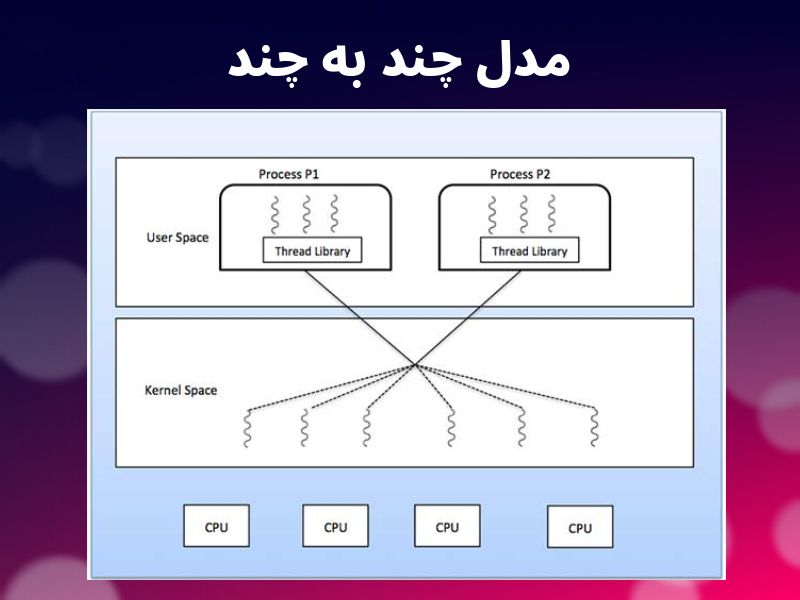 مدل چند به چند
Process P1
Process P2
User Space
Thread Library
Thread Library
Kernel Space
CPU
CPU
CPU
CPU